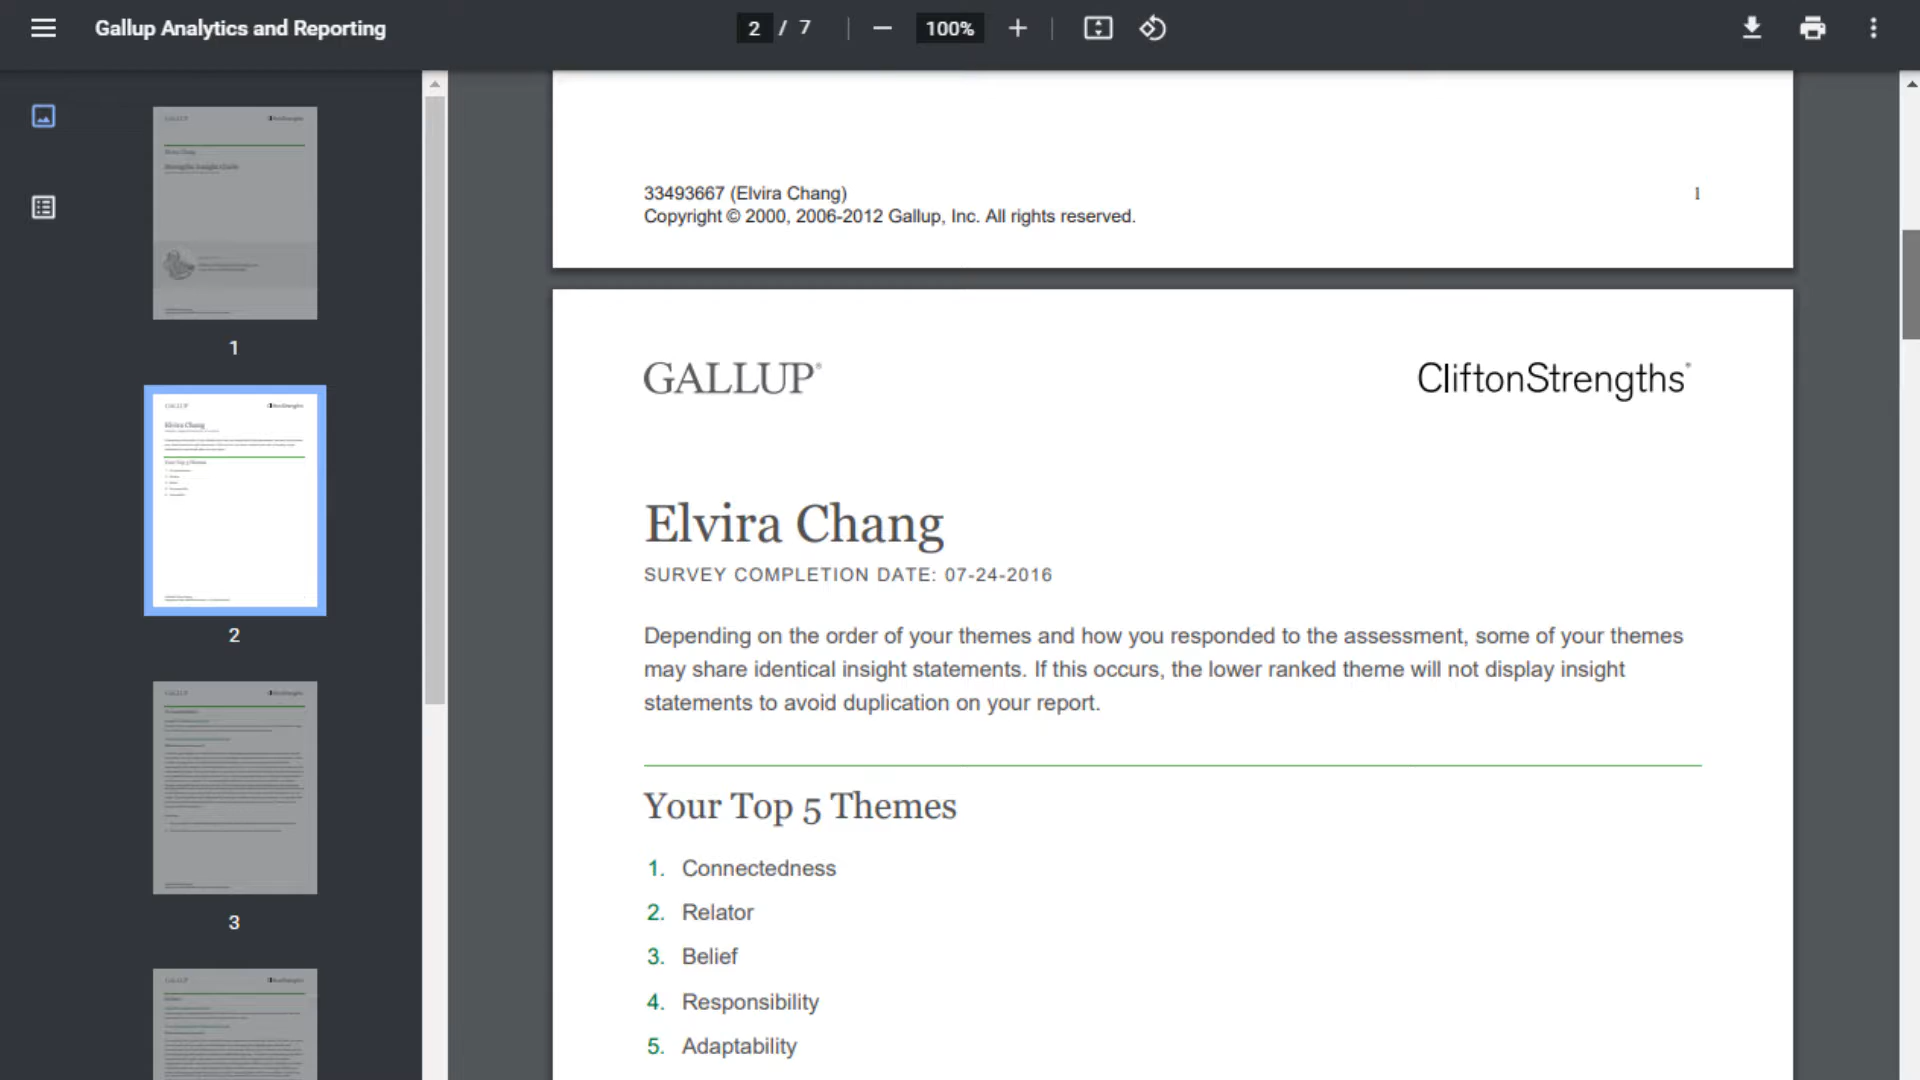 Gallup Analytics and Reporting
2 / 7
100%
1
2
3
33493667 (Elvira Chang)
1
Copyright © 2000, 2006-2012 Gallup, Inc. All rights reserved.
GALLUP®
CliftonStrengths®
Elvira Chang
SURVEY COMPLETION DATE: 07-24-2016
Depending on the order of your themes and how you responded to the assessment, some of your themes
may share identical insight statements. If this occurs, the lower ranked theme will not display insight
statements to avoid duplication on your report.
Your Top 5 Themes
1. Connectedness
2. Relator
3. Belief
4. Responsibility
5. Adaptability